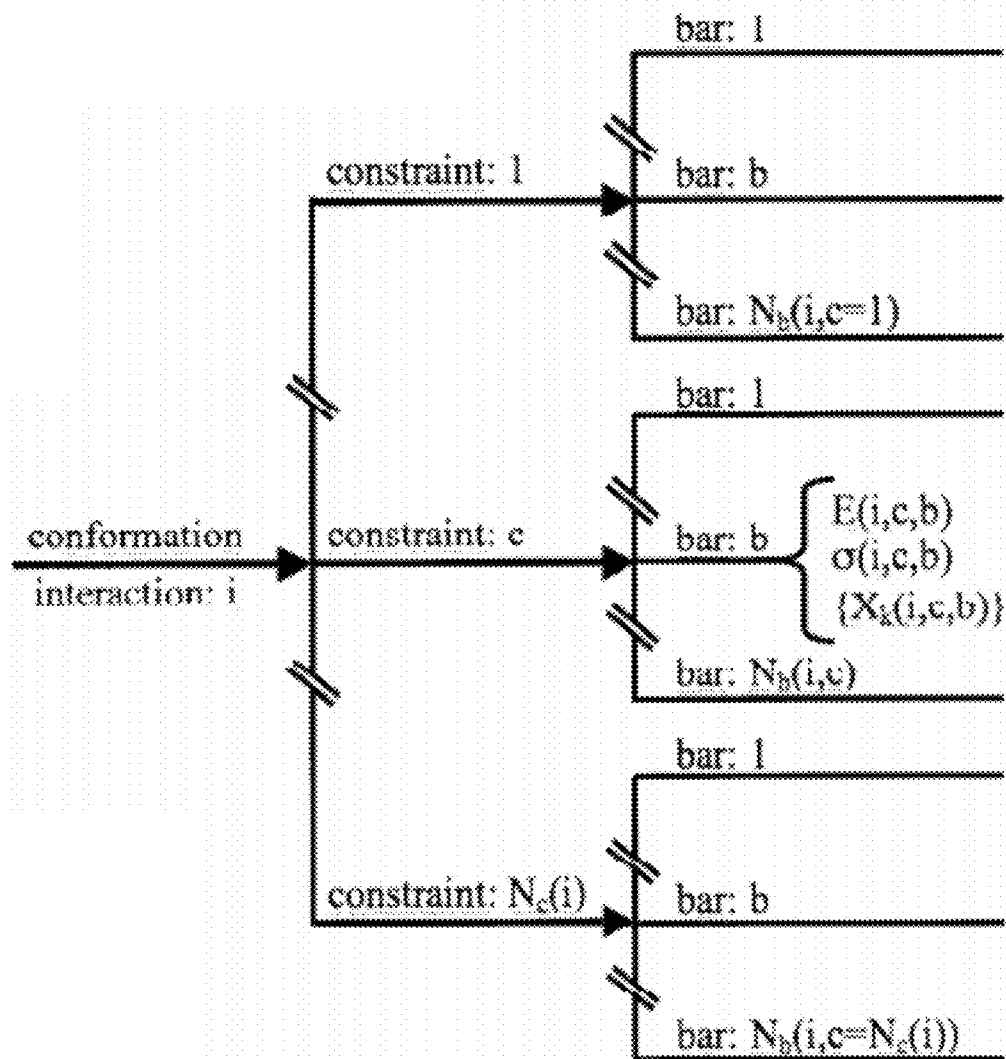 bar: 1
constraint: 1
bar: b
bar: N_b(i,c=1)
bar: 1
conformation
interaction: i
constraint: c
bar: b
E(i,c,b)
σ(i,c,b)
{X_k(i,c,b)}
bar: N_b(i,c)
bar: 1
constraint: N_c(i)
bar: b
bar: N_b(i,c=N_c(i))